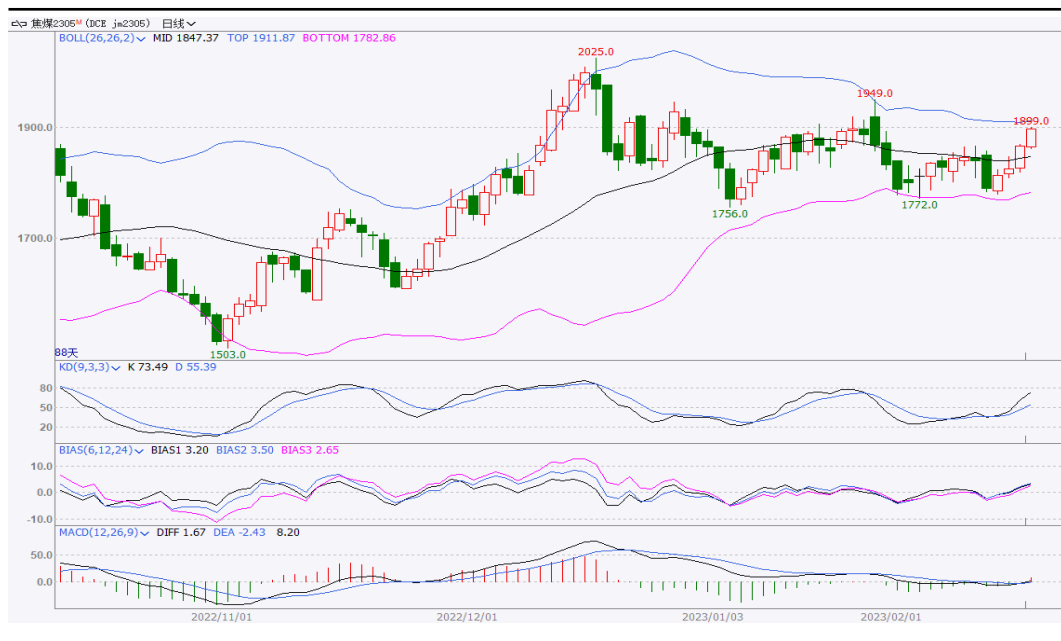 焦煤2305ᴹ (DCE jm2305) 日线
BOLL(26,26,2) MID 1847.37 TOP 1911.87 BOTTOM 1782.86
2025.0
1949.0
1900.0
1899.0
1756.0
1772.0
1700.0
88天
1503.0
KD(9,3,3) K 73.49 D 55.39
80
50
20
BIAS(6,12,24) BIAS1 3.20 BIAS2 3.50 BIAS3 2.65
10.0
0.0
-10.0
MACD(12,26,9) DIFF 1.67 DEA -2.43 8.20
50.0
0.0
2022/11/01 2022/12/01 2023/01/03 2023/02/01